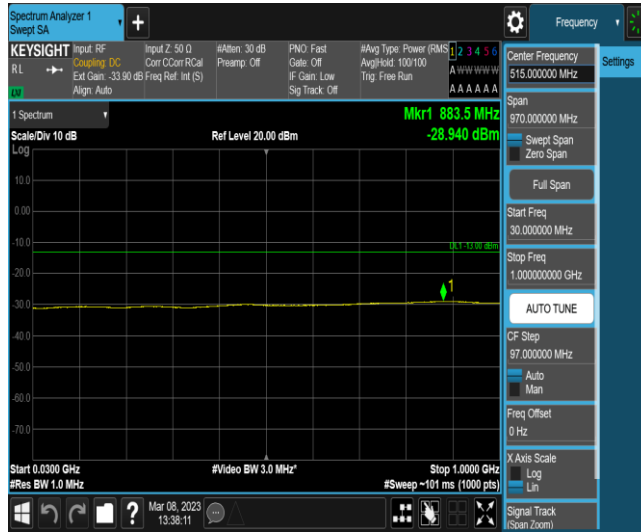 Spectrum Analyzer 1
Swept SA
+
Frequency
KEYSIGHT Input: RF Input Z: 50 Ω #Atten: 30 dB PNO: Fast #Avg Type: Power (RMS 1 2 3 4 5 6
RL Coupling: DC Corr CCorr RCal Preamp: Off Gate: Off Avg|Hold: 100/100 A W W W W W
Ext Gain: -33.90 dB Freq Ref: Int (S) IF Gain: Low Trig: Free Run
Align: Auto Sig Track: Off A A A A A A
1 Spectrum
Mkr1 883.5 MHz
Scale/Div 10 dB Ref Level 20.00 dBm -28.940 dBm
Log
10.0
0.00
-10.0
DL1 -13.00 dBm
-20.0
1
-30.0
-40.0
-50.0
-60.0
-70.0
Start 0.0300 GHz #Video BW 3.0 MHz* Stop 1.0000 GHz
#Res BW 1.0 MHz #Sweep ~101 ms (1000 pts)
? Mar 08, 2023
13:38:11
Settings
Center Frequency
515.000000 MHz
Span
970.000000 MHz
Swept Span
Zero Span
Full Span
Start Freq
30.000000 MHz
Stop Freq
1.000000000 GHz
AUTO TUNE
CF Step
97.000000 MHz
Auto
Man
Freq Offset
0 Hz
X Axis Scale
Log
Lin
Signal Track
(Span Zoom)